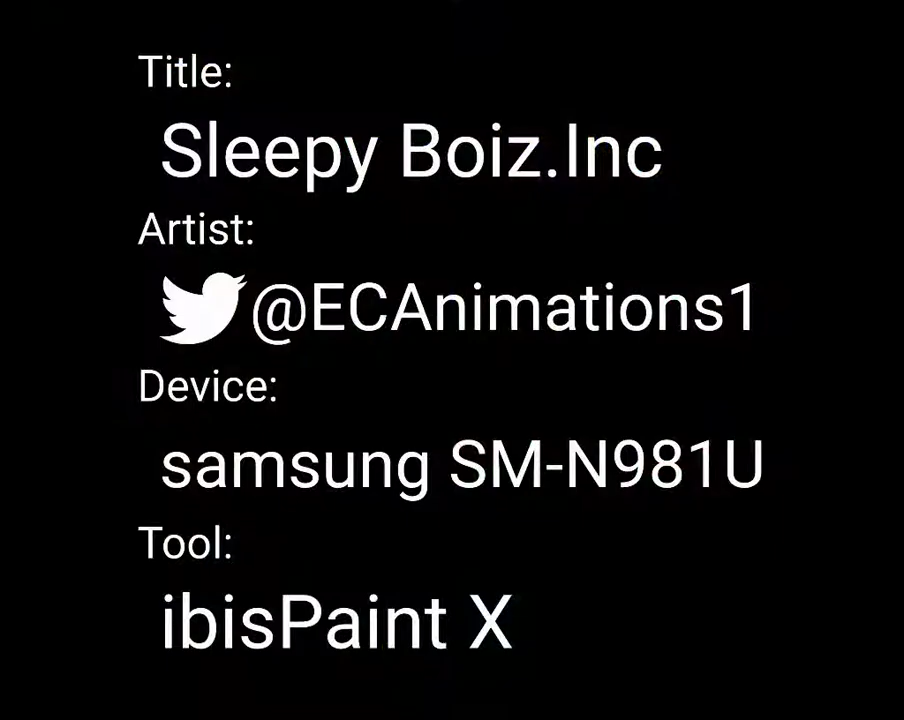 Title:
Sleepy Boiz.Inc
Artist:
@ECAnimations1
Device:
samsung SM-N981U
Tool:
ibisPaint X